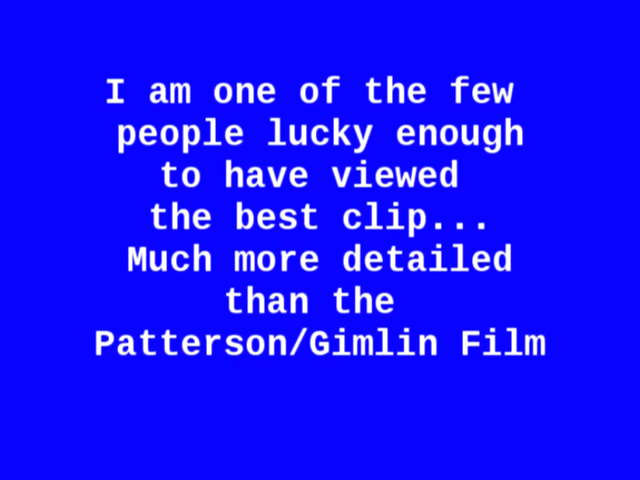 I am one of the few
people lucky enough
to have viewed
the best clip...
Much more detailed
than the
Patterson/Gimlin Film